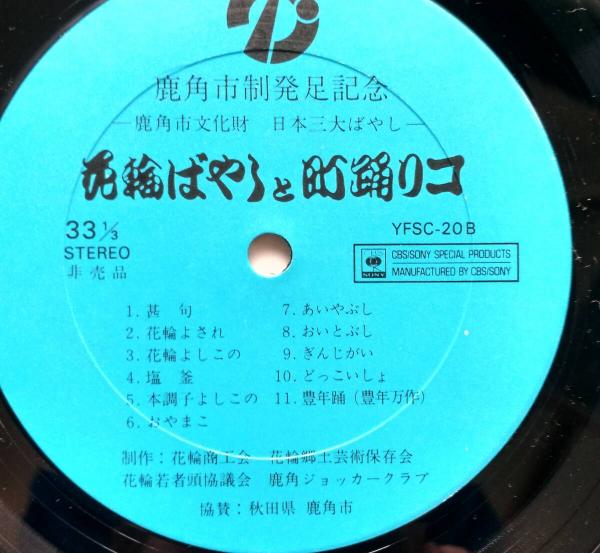 鹿角市制発足記念
―鹿角市文化財　日本三大ばやし―
花輪ばやしと町踊りコ
33 1/3
STEREO
非売品
YFSC-20B
CBS
SONY
CBS/SONY SPECIAL PRODUCTS
MANUFACTURED BY CBS/SONY
1. 甚　句
2. 花輪よされ
3. 花輪よしこの
4. 塩　釜
5. 本調子よしこの
6. おやまこ
7. あいやぶし
8. おいとぶし
9. ぎんじがい
10. どっこいしょ
11. 豊年踊（豊年万作）
制作：花輪商工会　花輪郷土芸術保存会
花輪若者頭協議会　鹿角ジョッカークラブ
協賛：秋田県 鹿角市